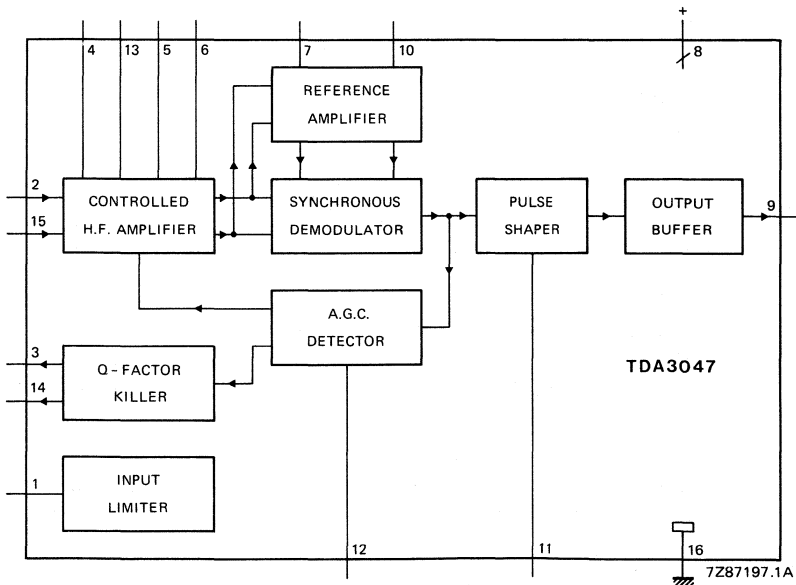 +
4 13 5 6 7 10 8
REFERENCE
AMPLIFIER
2
15
CONTROLLED
H.F. AMPLIFIER
SYNCHRONOUS
DEMODULATOR
PULSE
SHAPER
OUTPUT
BUFFER
9
A.G.C.
DETECTOR
3
14
Q-FACTOR
KILLER
TDA3047
1
INPUT
LIMITER
12 11 16
7Z87197.1A